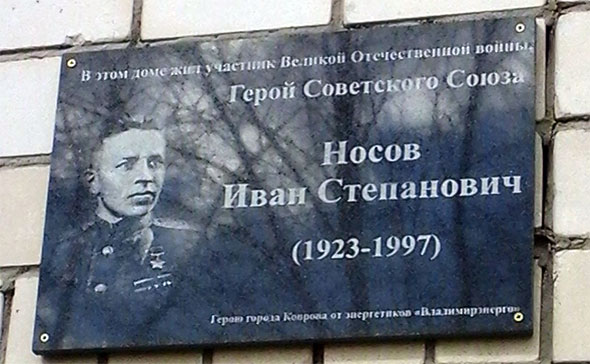 В этом доме жил участник Великой Отечественной войны,
Герой Советского Союза
Носов
Иван Степанович
(1923-1997)
Герою города Коврова от энергетиков «Владимирэнерго»